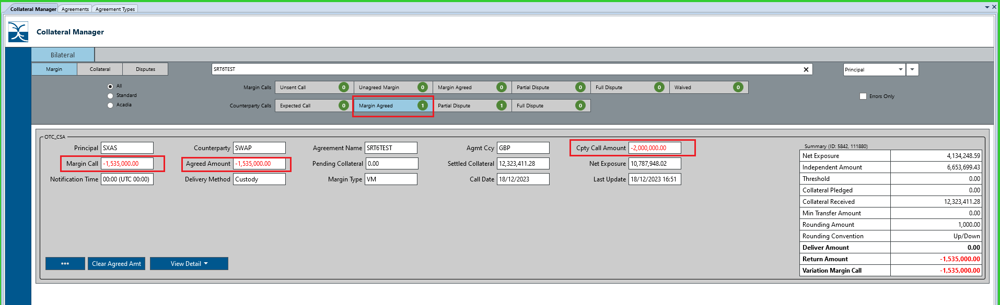 Collateral Manager Agreements Agreement Types
Collateral Manager
Bilateral
Margin Collateral Disputes SRT6TEST Principal
All Margin Calls Unsent Call 0 Unagreed Margin 0 Margin Agreed 0 Partial Dispute 0 Full Dispute 0 Waived 0
Standard Errors Only
Acadia Counterparty Calls Expected Call 0 Margin Agreed 1 Partial Dispute 1 Full Dispute 0
OTC_CSA
Principal SXAS Counterparty SWAP Agreement Name SRT6TEST Agmt Ccy GBP Cpty Call Amount -2,000,000.00
Margin Call -1,535,000.00 Agreed Amount -1,535,000.00 Pending Collateral 0.00 Settled Collateral 12,323,411.28 Net Exposure 10,787,948.02
Notification Time 00:00 (UTC 00:00) Delivery Method Custody Margin Type VM Call Date 18/12/2023 Last Update 18/12/2023 16:51
Summary (ID: 5842, 111880)
Net Exposure 4,134,248.59
Independent Amount 6,653,699.43
Threshold 0.00
Collateral Pledged 0.00
Collateral Received 12,323,411.28
Min Transfer Amount 0.00
Rounding Amount 1,000.00
Rounding Convention Up/Down
Deliver Amount 0.00
Return Amount -1,535,000.00
Variation Margin Call -1,535,000.00
••• Clear Agreed Amt View Detail